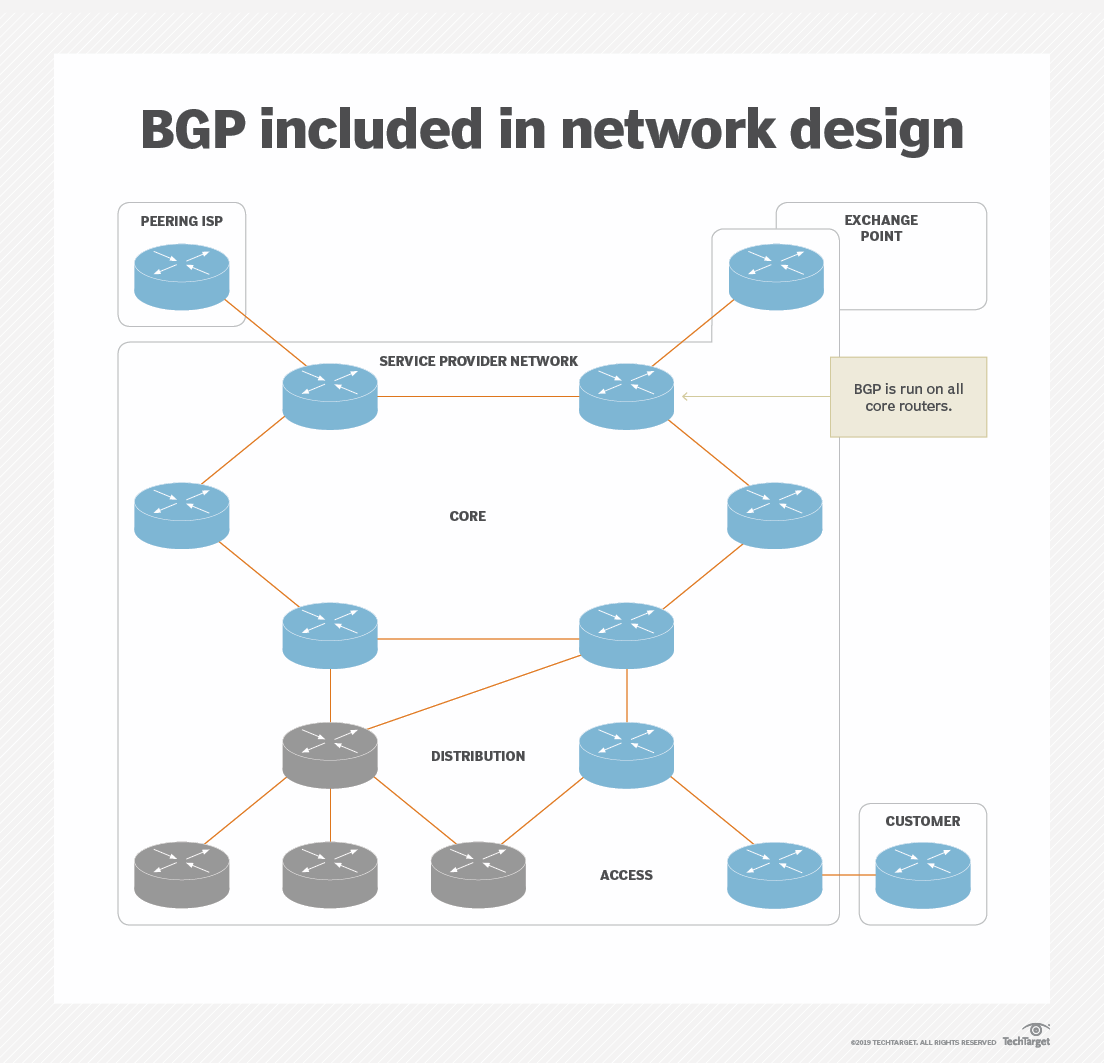 BGP included in network design
PEERING ISP
EXCHANGE
POINT
SERVICE PROVIDER NETWORK
BGP is run on all
core routers.
CORE
DISTRIBUTION
CUSTOMER
ACCESS
©2019 TECHTARGET. ALL RIGHTS RESERVED
TechTarget